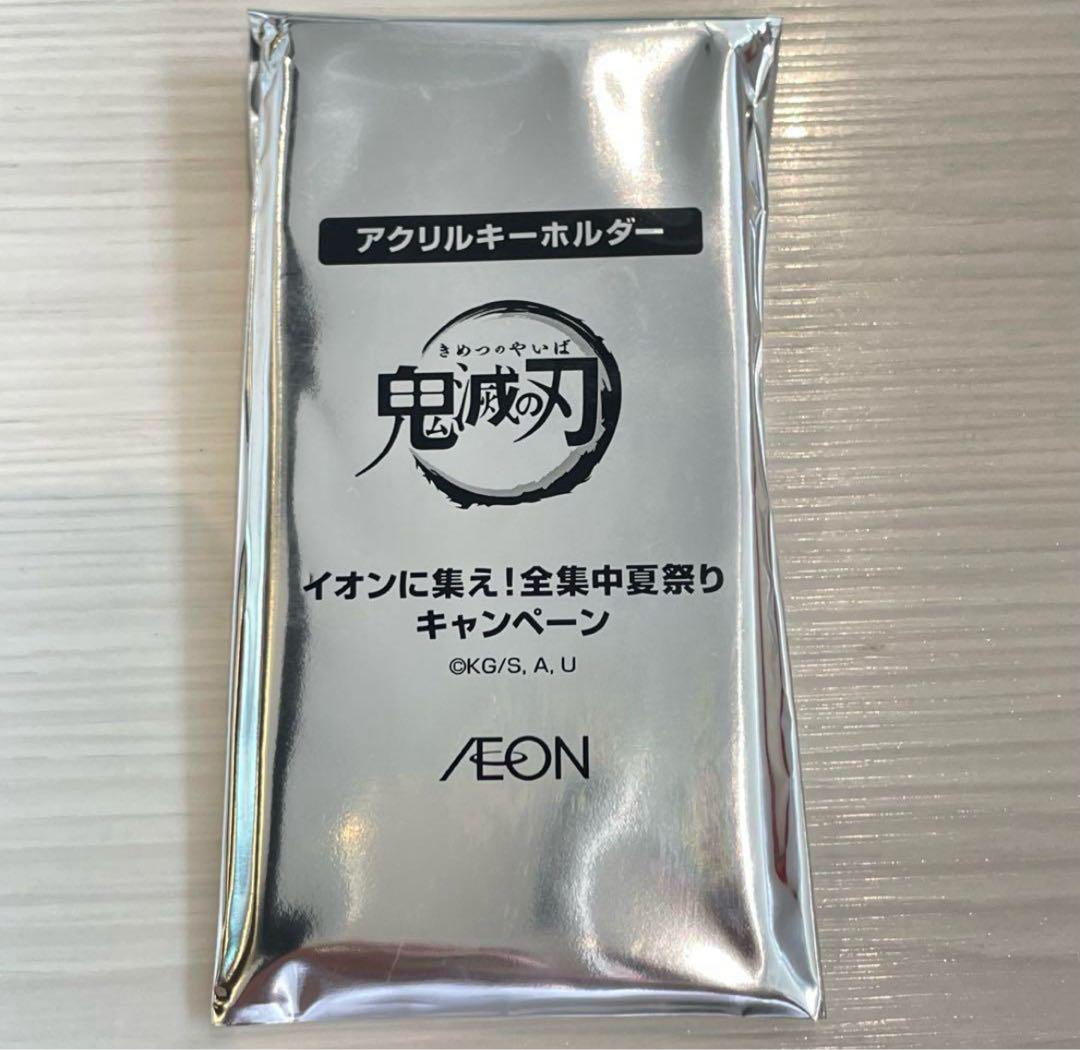 アクリルキーホルダー
きめつのやいば
鬼滅の刃
イオンに集え!全集中夏祭り
キャンペーン
©KG/S, A, U
ÆON